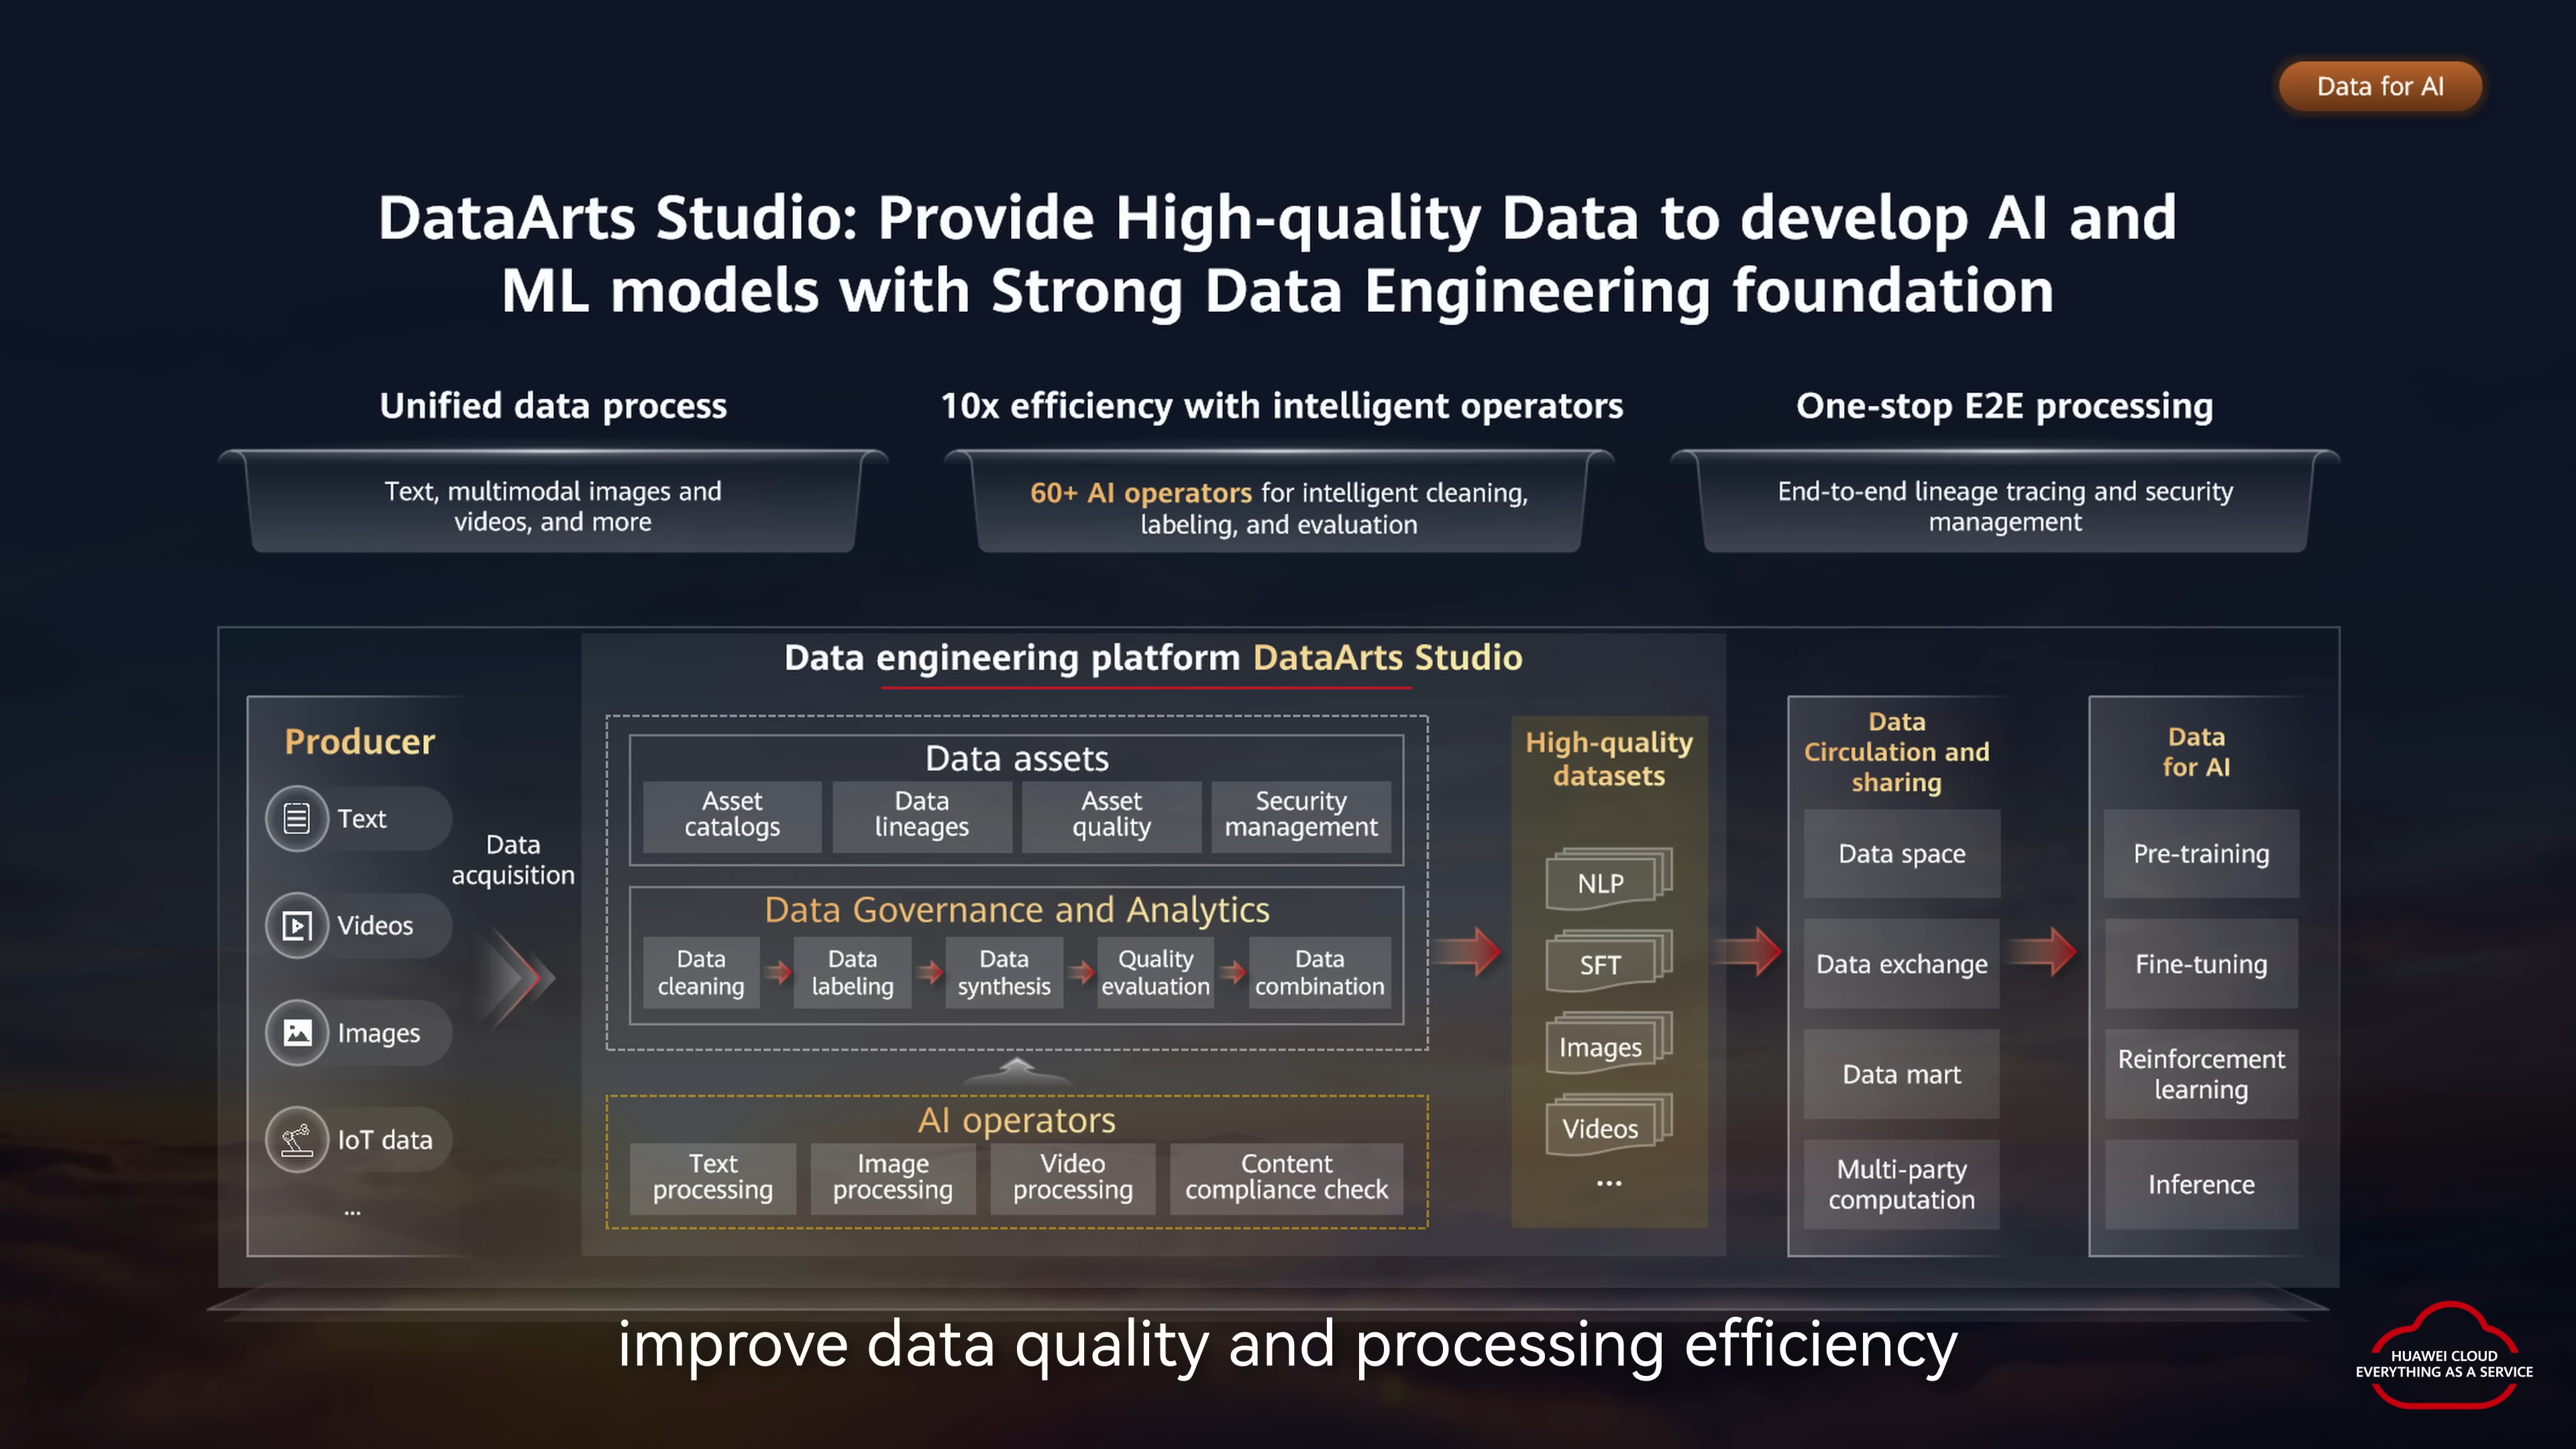 Data for AI
DataArts Studio: Provide High-quality Data to develop AI and
ML models with Strong Data Engineering foundation
Unified data process
Text, multimodal images and
videos, and more
10x efficiency with intelligent operators
60+ AI operators for intelligent cleaning,
labeling, and evaluation
One-stop E2E processing
End-to-end lineage tracing and security
management
Producer
Text
Videos
Images
IoT data
...
Data
acquisition
Data engineering platform DataArts Studio
Data assets
Asset
catalogs
Data
lineages
Asset
quality
Security
management
Data Governance and Analytics
Data
cleaning
Data
labeling
Data
synthesis
Quality
evaluation
Data
combination
AI operators
Text
processing
Image
processing
Video
processing
Content
compliance check
High-quality
datasets
NLP
SFT
Images
Videos
...
Data
Circulation and
sharing
Data space
Data exchange
Data mart
Multi-party
computation
Data
for AI
Pre-training
Fine-tuning
Reinforcement
learning
Inference
improve data quality and processing efficiency
HUAWEI CLOUD
EVERYTHING AS A SERVICE